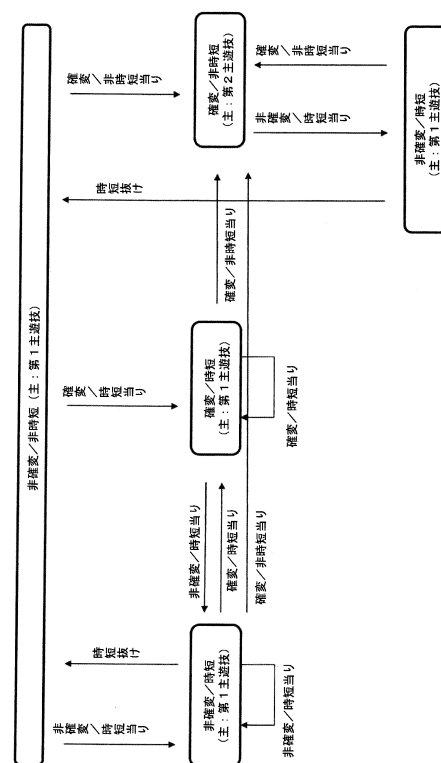 非確変／非時短（主：第１主遊技）
非確変／時短当り
時短抜け
確変／時短当り
時短抜け
確変／非時短当り
非確変／時短
（主：第１主遊技）
非確変／時短当り
非確変／時短当り
確変／時短当り
確変／非時短当り
確変／時短
（主：第１主遊技）
確変／時短当り
確変／非時短当り
確変／非時短
（主：第２主遊技）
非確変／時短当り
確変／非時短当り
非確変／時短
（主：第１主遊技）